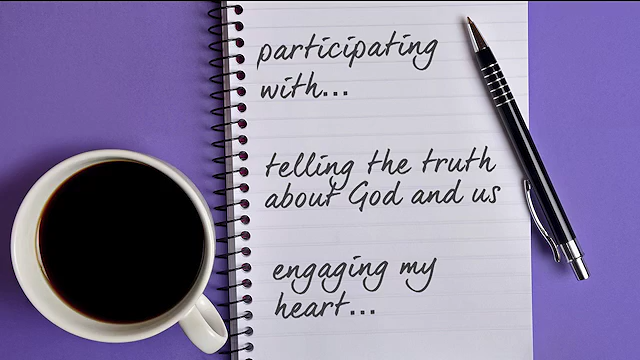 participating
with...
telling the truth
about God and us
engaging my
heart...